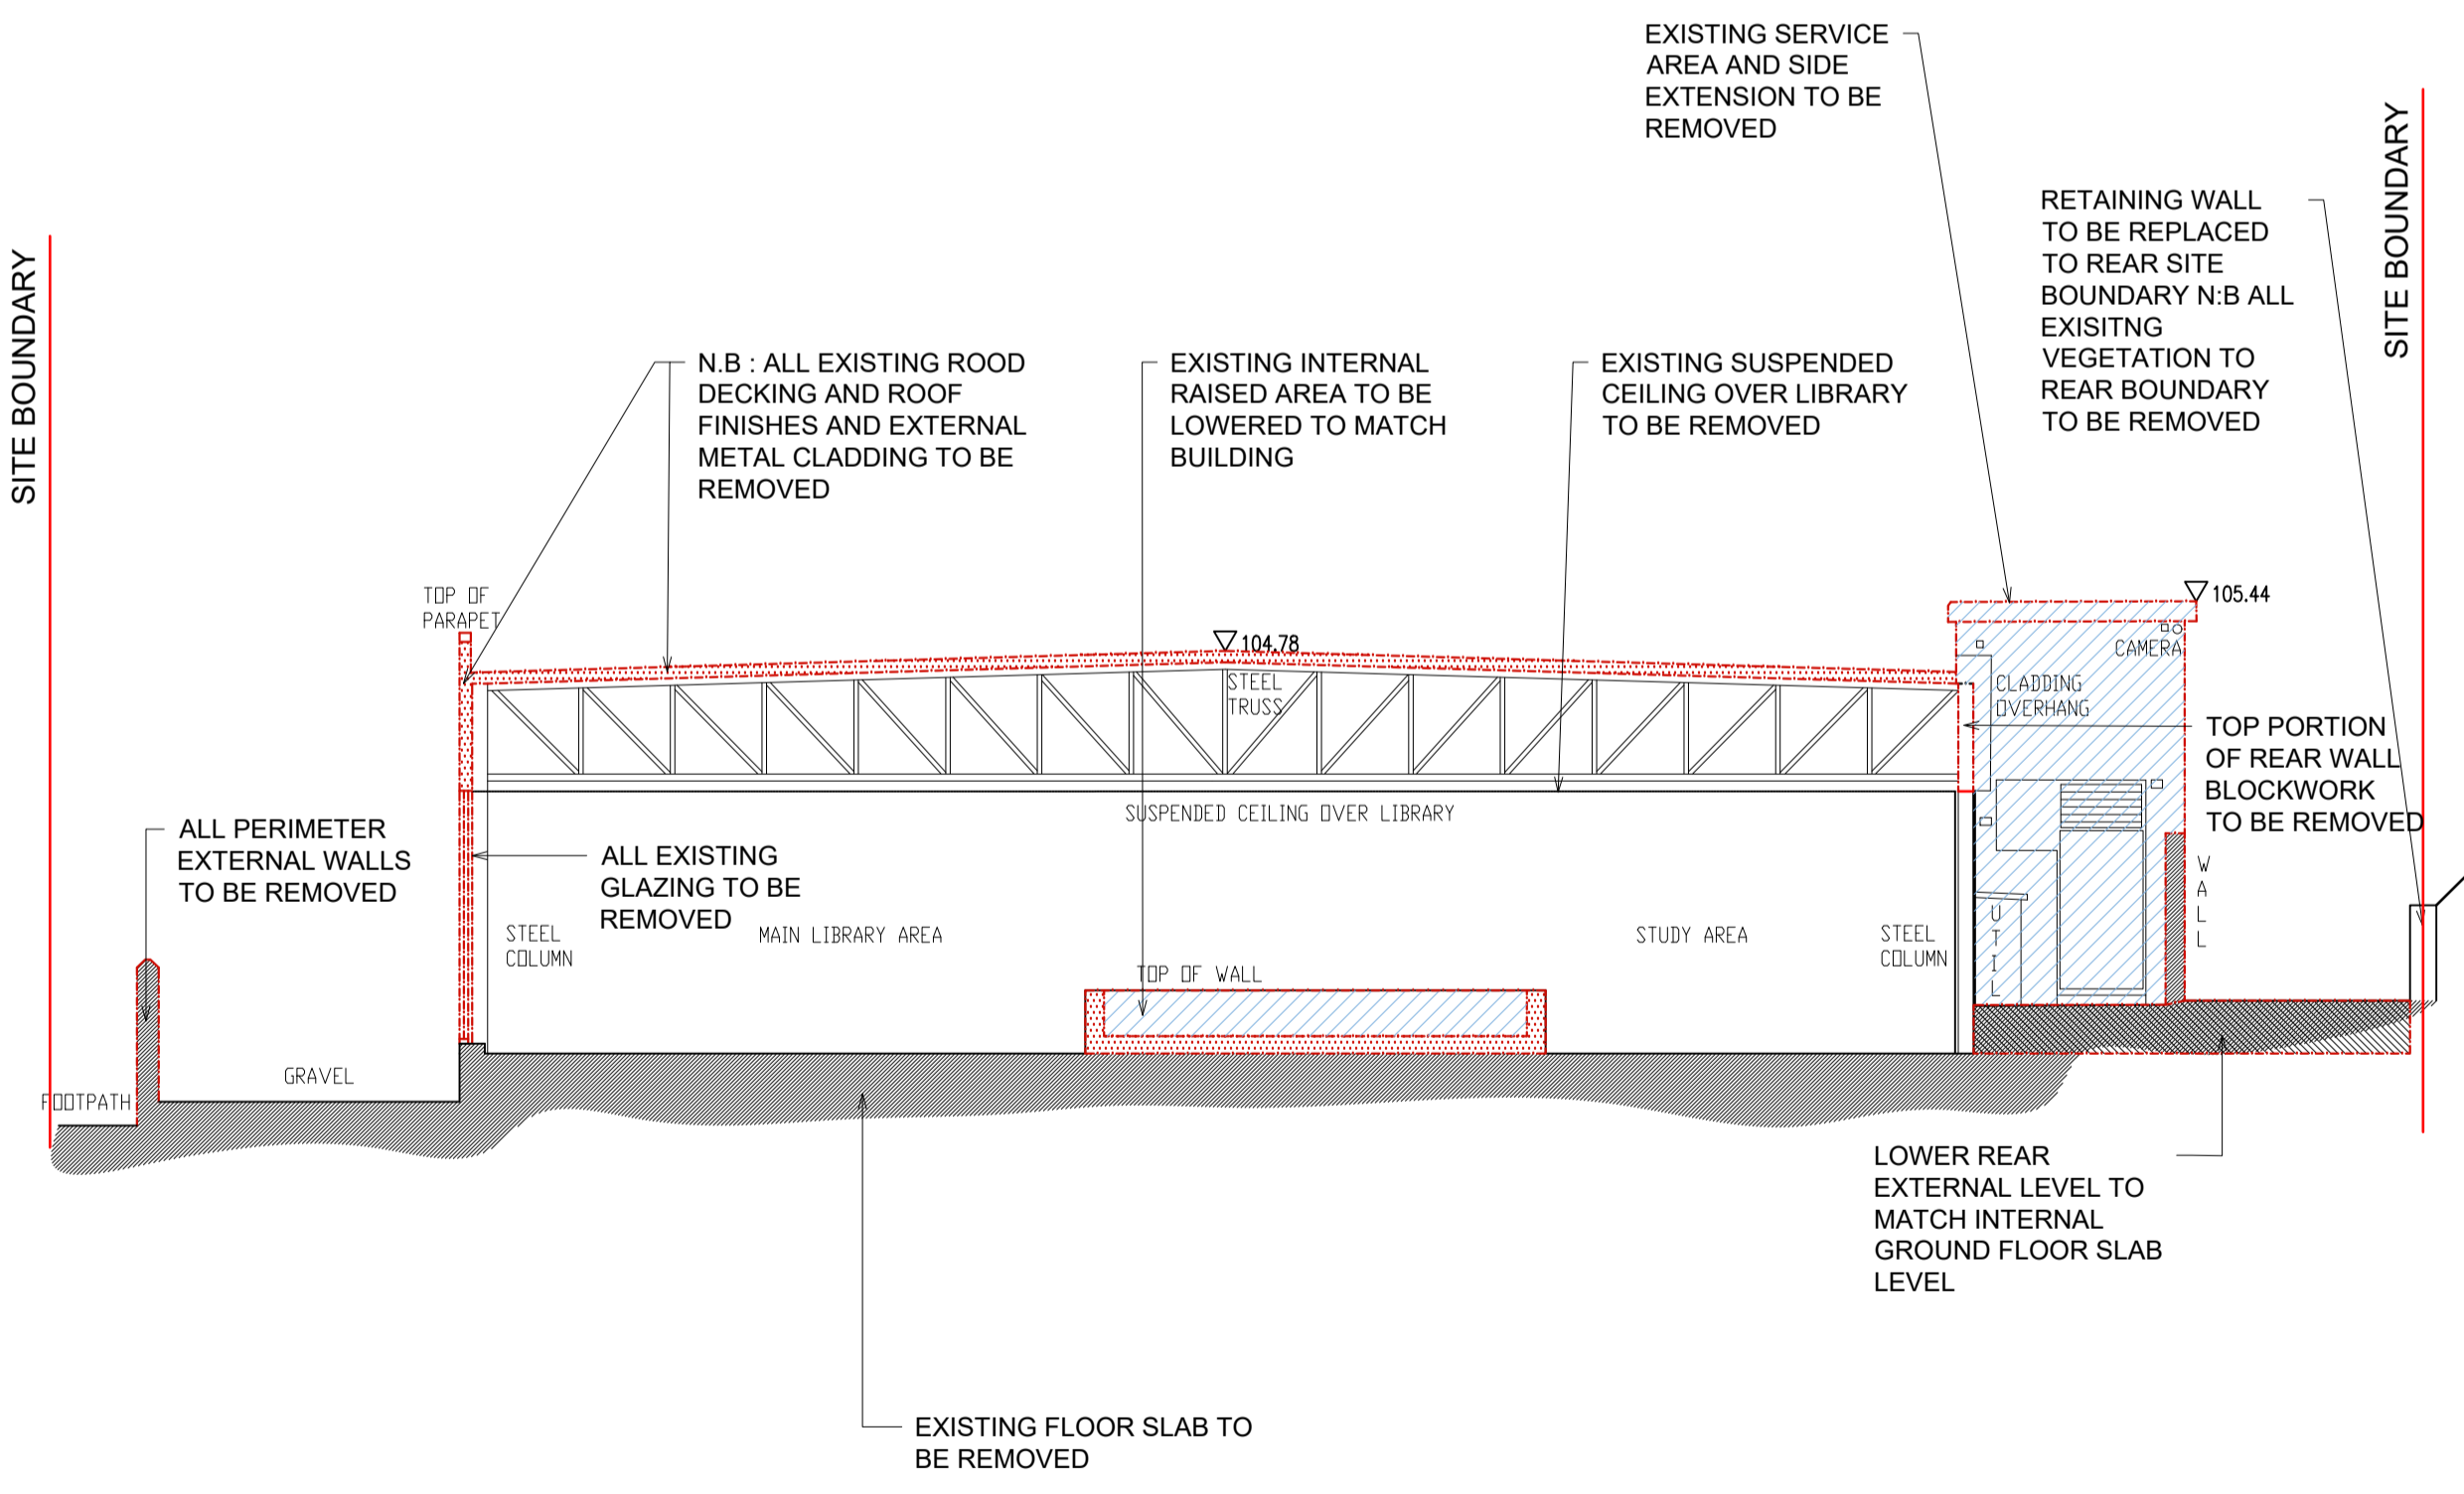 EXISTING SERVICE
AREA AND SIDE
EXTENSION TO BE
REMOVED
SITE BOUNDARY
RETAINING WALL
TO BE REPLACED
TO REAR SITE
BOUNDARY N:B ALL
EXISITNG
VEGETATION TO
REAR BOUNDARY
TO BE REMOVED
SITE BOUNDARY
N.B : ALL EXISTING ROOD
DECKING AND ROOF
FINISHES AND EXTERNAL
METAL CLADDING TO BE
REMOVED
EXISTING INTERNAL
RAISED AREA TO BE
LOWERED TO MATCH
BUILDING
EXISTING SUSPENDED
CEILING OVER LIBRARY
TO BE REMOVED
TOP OF
PARAPET
104.78
105.44
CAMERA
STEEL
TRUSS
CLADDING
OVERHANG
TOP PORTION
OF REAR WALL
BLOCKWORK
TO BE REMOVED
SUSPENDED CEILING OVER LIBRARY
ALL PERIMETER
EXTERNAL WALLS
TO BE REMOVED
ALL EXISTING
GLAZING TO BE
REMOVED
STEEL
COLUMN
MAIN LIBRARY AREA
STUDY AREA
STEEL
COLUMN
UTIL
WALL
TOP OF WALL
GRAVEL
FOOTPATH
LOWER REAR
EXTERNAL LEVEL TO
MATCH INTERNAL
GROUND FLOOR SLAB
LEVEL
EXISTING FLOOR SLAB TO
BE REMOVED